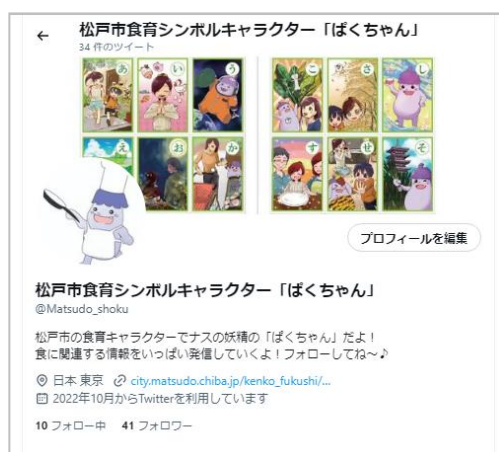 松戸市食育シンボルキャラクター「ぱくちゃん」
34 件のツイート
あ い う こ さ し
え お か す せ そ
プロフィールを編集
松戸市食育シンボルキャラクター「ぱくちゃん」
@Matsudo_shoku
松戸市の食育キャラクターでナスの妖精の「ぱくちゃん」だよ！
食に関連する情報をいっぱい発信していくよ！フォローしてね～♪
日本 東京 city.matsudo.chiba.jp/kenko_fukushi/...
2022年10月からTwitterを利用しています
10 フォロー中 41 フォロワー